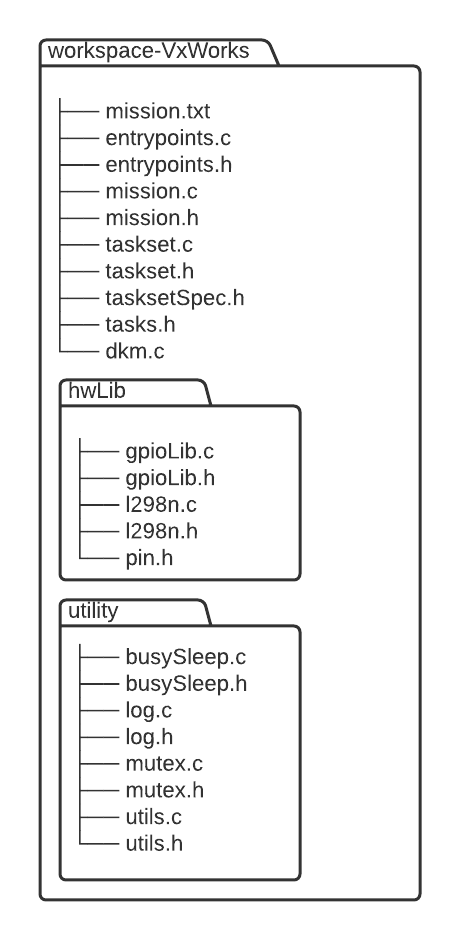 workspace-VxWorks
mission.txt
entrypoints.c
entrypoints.h
mission.c
mission.h
taskset.c
taskset.h
tasksetSpec.h
tasks.h
dkm.c
hwLib
gpioLib.c
gpioLib.h
l298n.c
l298n.h
pin.h
utility
busySleep.c
busySleep.h
log.c
log.h
mutex.c
mutex.h
utils.c
utils.h